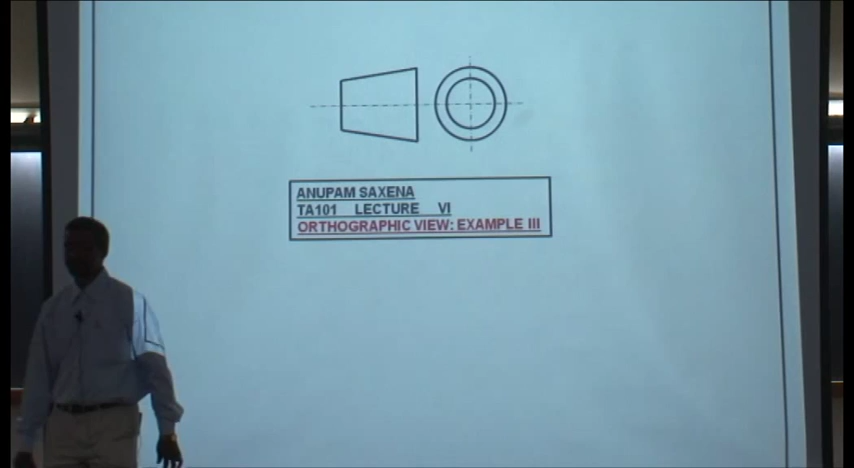 ANUPAM SAXENA
TA101 LECTURE VI
ORTHOGRAPHIC VIEW: EXAMPLE III